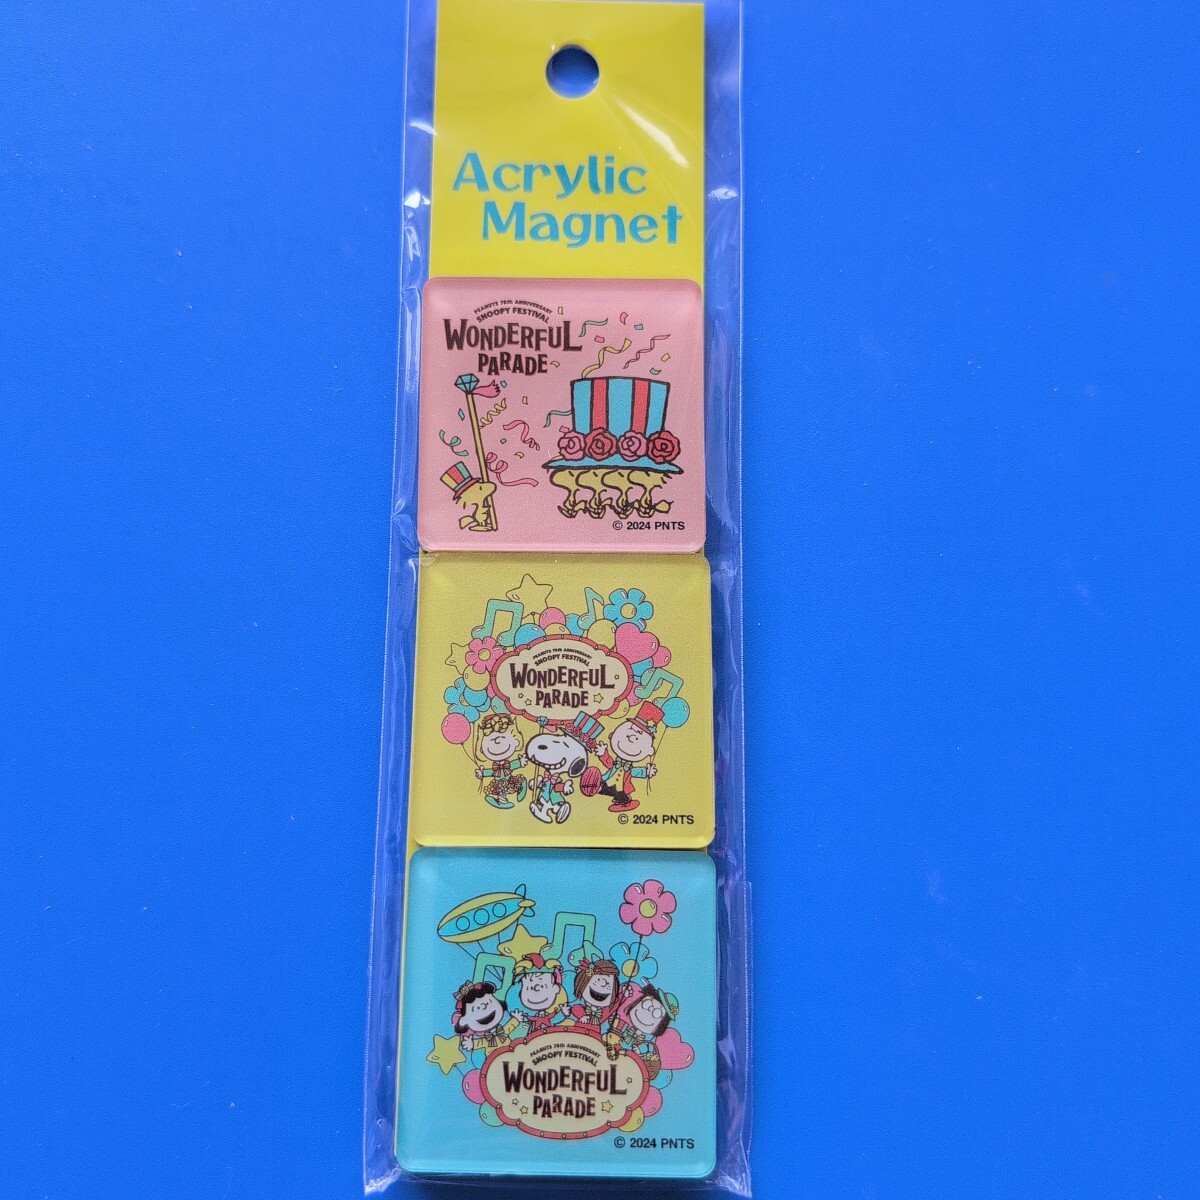 Acrylic
Magnet
PEANUTS 75th ANNIVERSARY
SNOOPY FESTIVAL
WONDERFUL
PARADE
© 2024 PNTS
PEANUTS 75th ANNIVERSARY
SNOOPY FESTIVAL
WONDERFUL
PARADE
© 2024 PNTS
PEANUTS 75th ANNIVERSARY
SNOOPY FESTIVAL
WONDERFUL
PARADE
© 2024 PNTS